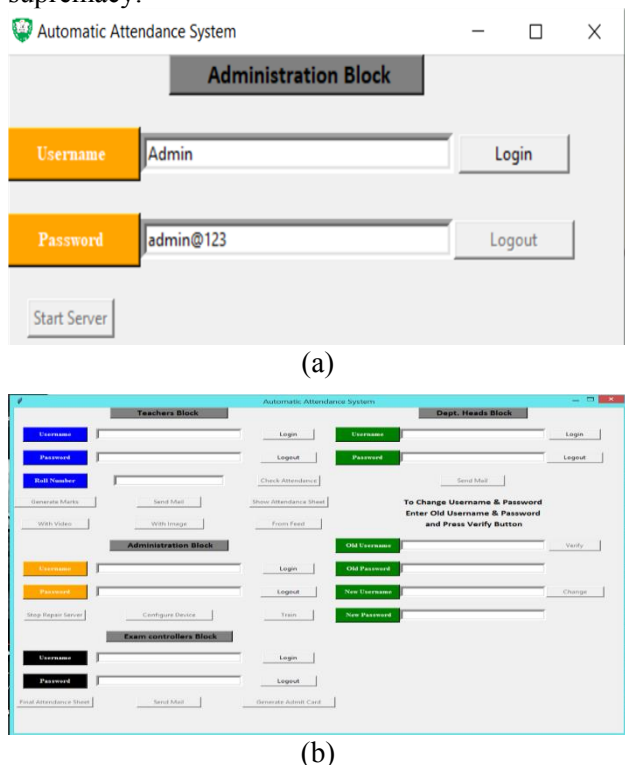 supremacy.
Automatic Attendance System
Administration Block
Username Admin Login
Password admin@123 Logout
Start Server
(a)
Automatic Attendance System
Teachers Block Dept. Heads Block
Username Login Username Login
Password Logout Password Logout
Roll Number Check Attendance Send Mail
Generate Marks Send Mail Show Attendance Sheet To Change Username & Password
Enter Old Username & Password
With Video With Image From Feed and Press Verify Button
Administration Block Old Username Verify
Username Login Old Password
Password Logout New Username Change
Stop Repair Server Configure Device Train New Password
Exam controllers Block
Username Login
Password Logout
Final Attendance Sheet Send Mail Generate Admit Card
(b)